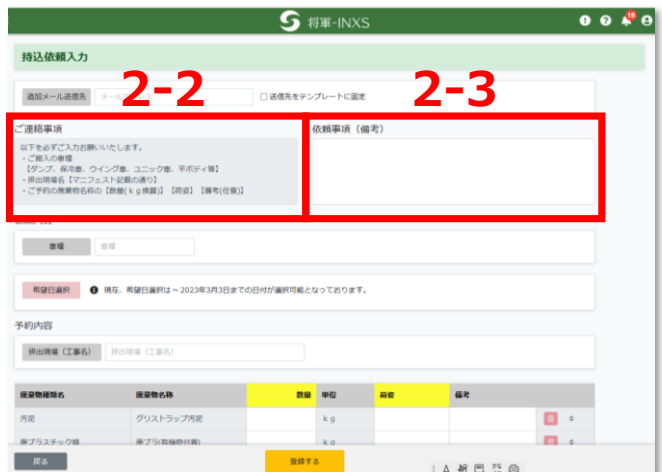 将軍-INXS
18
持込依頼入力
追加メール送信先
送信先をテンプレートに固定
2-2
2-3
ご連絡事項
依頼事項（備考）
以下を必ずご入力お願いいたします。
・ご搬入の車種
【ダンプ、保冷車、ウイング車、ユニック車、平ボディ等】
・排出現場名【マニフェスト記載の通り】
・ご予約の廃棄物名称の【数量(ｋｇ換算)】【荷姿】【備考(任意)】
車種 車種
希望日選択 現在、希望日選択は ~ 2023年3月3日までの日付が選択可能となっております。
予約内容
排出現場（工事名） 排出現場（工事名）
廃棄物種類名 廃棄物名称 数量 単位 荷姿 備考
汚泥 グリストラップ汚泥 ｋｇ
廃プラスチック類 廃プラ(有機物付着) ｋｇ
戻る 登録する
A